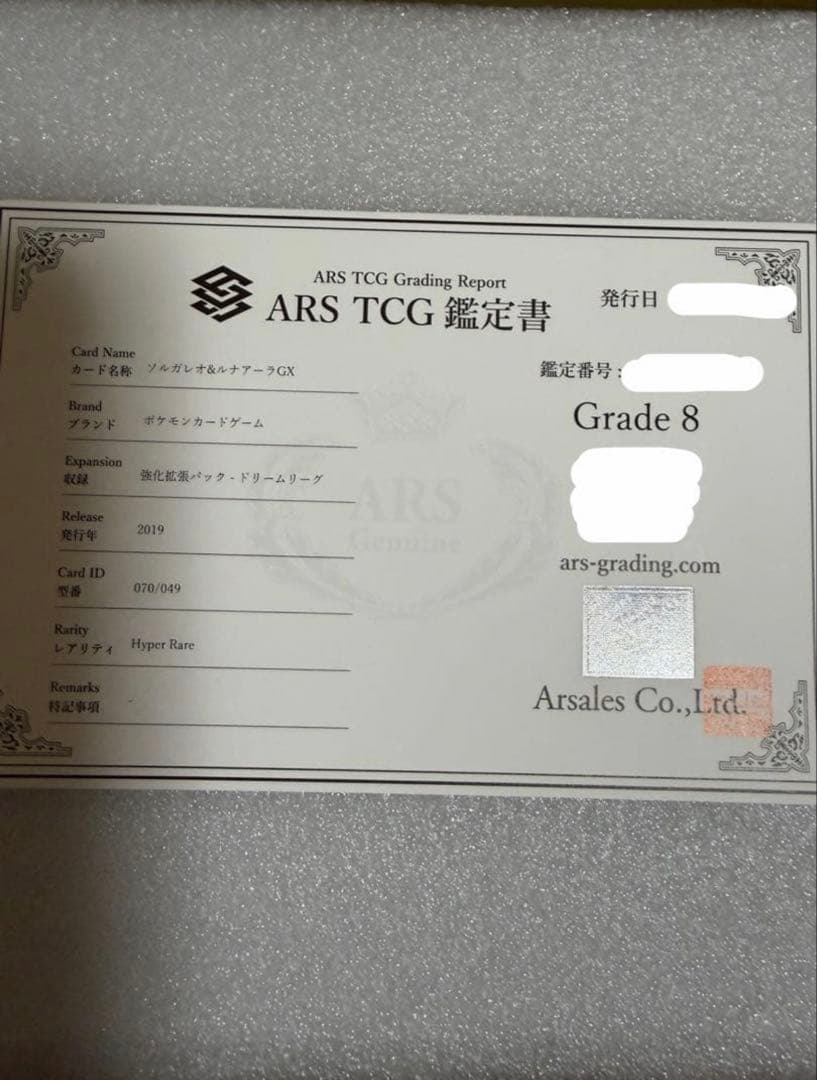 ARS TCG Grading Report
ARS TCG 鑑定書
発行日
鑑定番号 :
Card Name
カード名称 ソルガレオ&ルナアーラGX
Brand
ブランド ポケモンカードゲーム
Expansion
収録 強化拡張パック - ドリームリーグ
Release
発行年 2019
Card ID
型番 070/049
Rarity
レアリティ Hyper Rare
Remarks
特記事項 -
ARS
Genuine
Grade 8
ars-grading.com
Arsales Co.,Ltd.